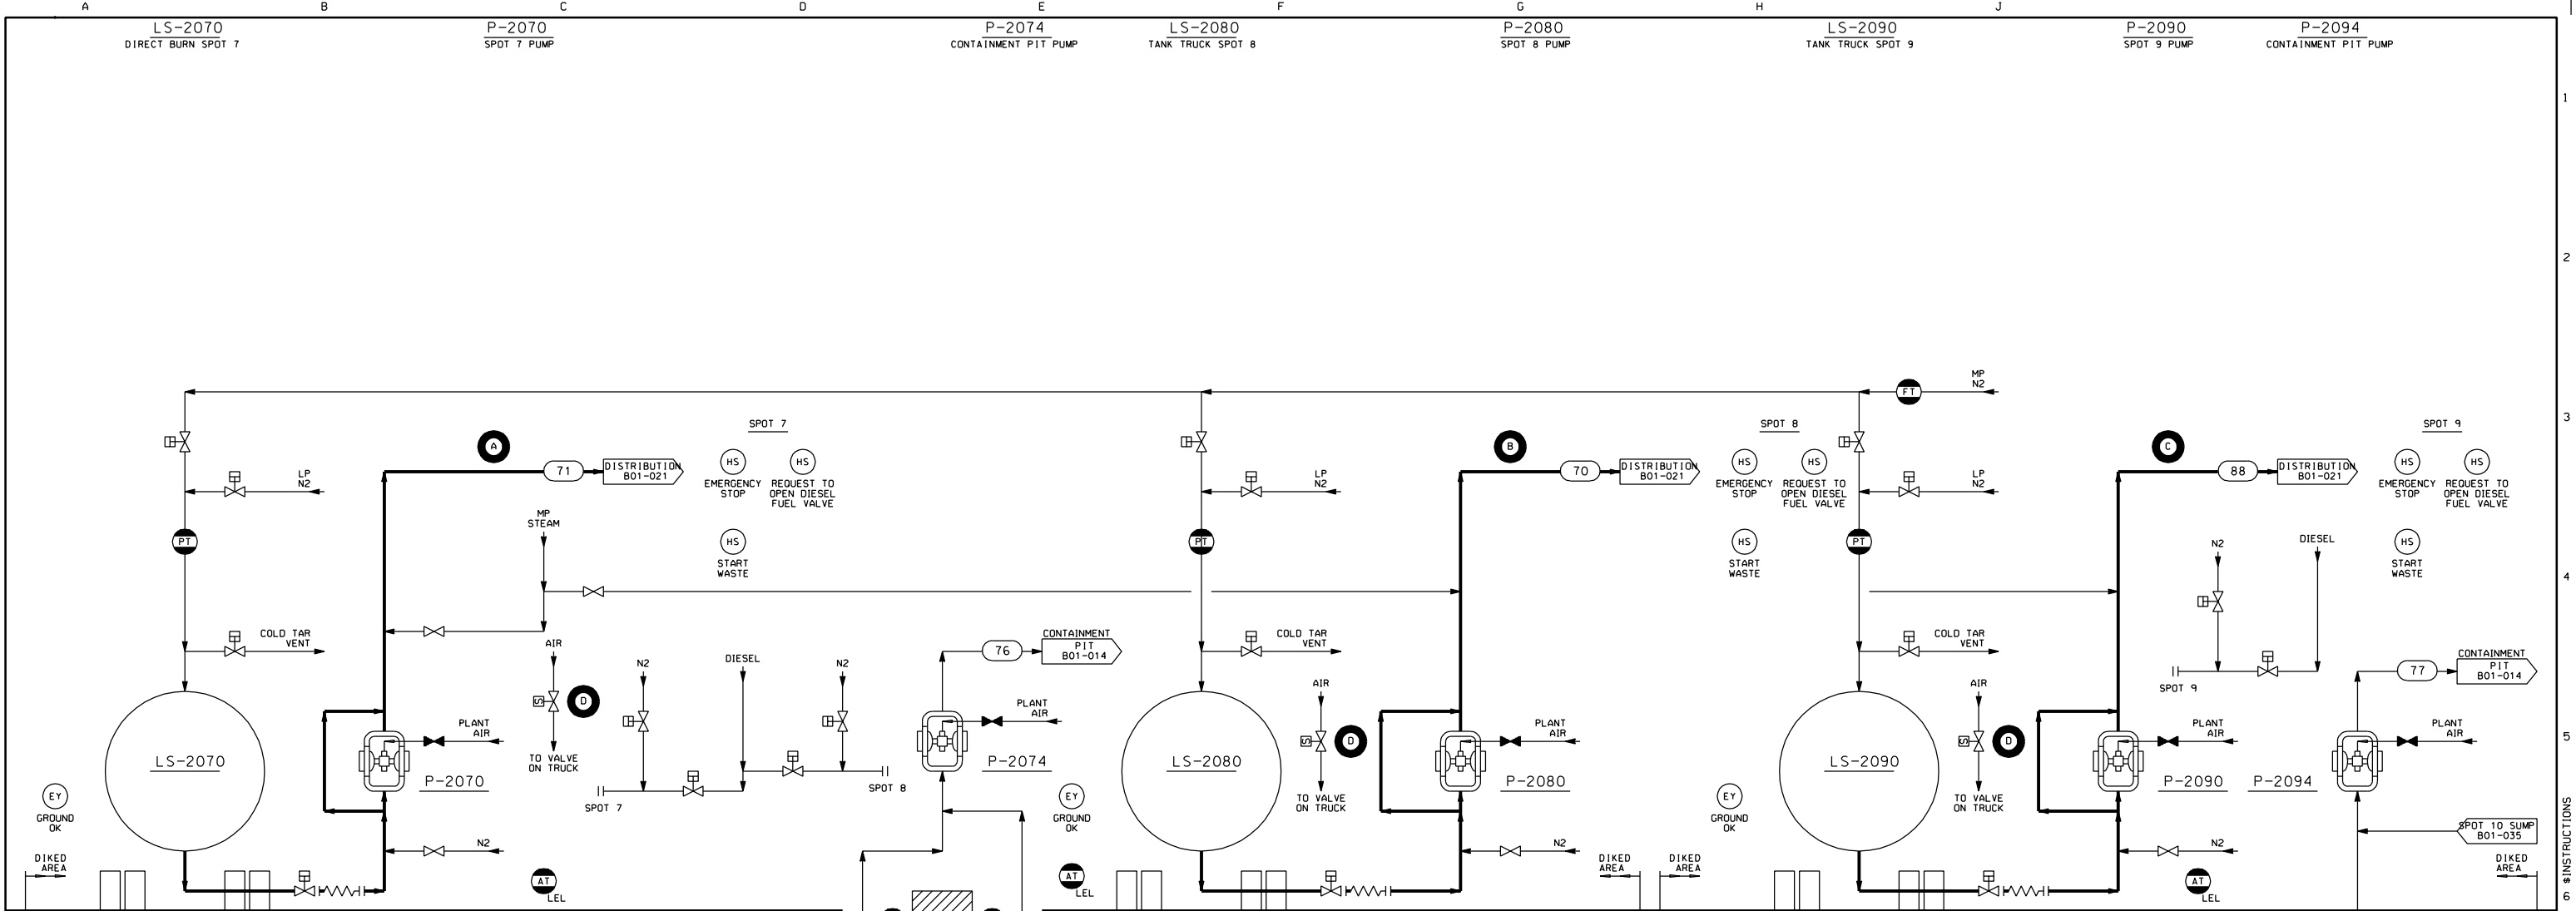 A B C D E F G H J
LS-2070
DIRECT BURN SPOT 7
P-2070
SPOT 7 PUMP
P-2074
CONTAINMENT PIT PUMP
LS-2080
TANK TRUCK SPOT 8
P-2080
SPOT 8 PUMP
LS-2090
TANK TRUCK SPOT 9
P-2090
SPOT 9 PUMP
P-2094
CONTAINMENT PIT PUMP
1
2
3
4
5
6
$INSTRUCTIONS
LP
N2
PT
COLD TAR
VENT
LS-2070
EY
GROUND
OK
DIKED
AREA
A
71
DISTRIBUTION
B01-021
MP
STEAM
PLANT
AIR
P-2070
N2
AIR
S
D
TO VALVE
ON TRUCK
AT
LEL
SPOT 7
HS
EMERGENCY
STOP
HS
REQUEST TO
OPEN DIESEL
FUEL VALVE
HS
START
WASTE
N2
DIESEL
N2
SPOT 7
SPOT 8
76
CONTAINMENT
PIT
B01-014
PLANT
AIR
P-2074
EY
GROUND
OK
AT
LEL
LP
N2
PT
COLD TAR
VENT
LS-2080
AIR
S
D
TO VALVE
ON TRUCK
B
70
DISTRIBUTION
B01-021
PLANT
AIR
P-2080
N2
DIKED
AREA
DIKED
AREA
SPOT 8
HS
EMERGENCY
STOP
HS
REQUEST TO
OPEN DIESEL
FUEL VALVE
HS
START
WASTE
EY
GROUND
OK
FT
MP
N2
LP
N2
PT
COLD TAR
VENT
LS-2090
AIR
S
D
TO VALVE
ON TRUCK
C
88
DISTRIBUTION
B01-021
N2
DIESEL
SPOT 9
PLANT
AIR
P-2090
N2
AT
LEL
SPOT 9
HS
EMERGENCY
STOP
HS
REQUEST TO
OPEN DIESEL
FUEL VALVE
HS
START
WASTE
77
CONTAINMENT
PIT
B01-014
PLANT
AIR
P-2094
SPOT 10 SUMP
B01-035
DIKED
AREA